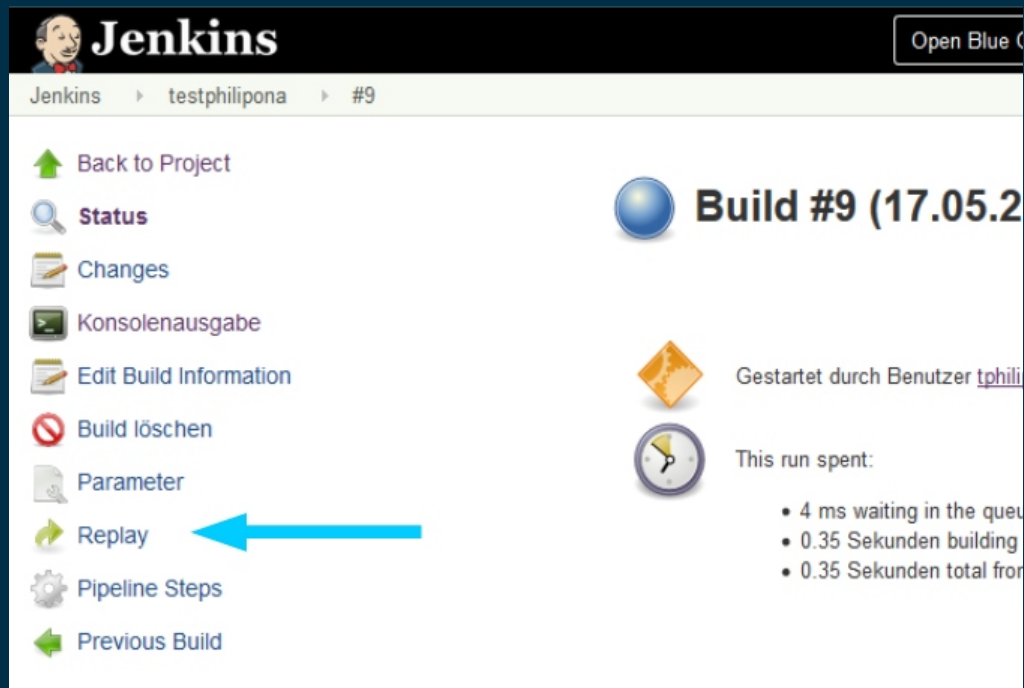 Jenkins
Open Blue
Jenkins testphilipona #9
Back to Project
Status
Changes
Konsolenausgabe
Edit Build Information
Build löschen
Parameter
Replay
Pipeline Steps
Previous Build
Build #9 (17.05.2
Gestartet durch Benutzer
This run spent:
• 4 ms waiting in the
• 0.35 Sekunden building
• 0.35 Sekunden total